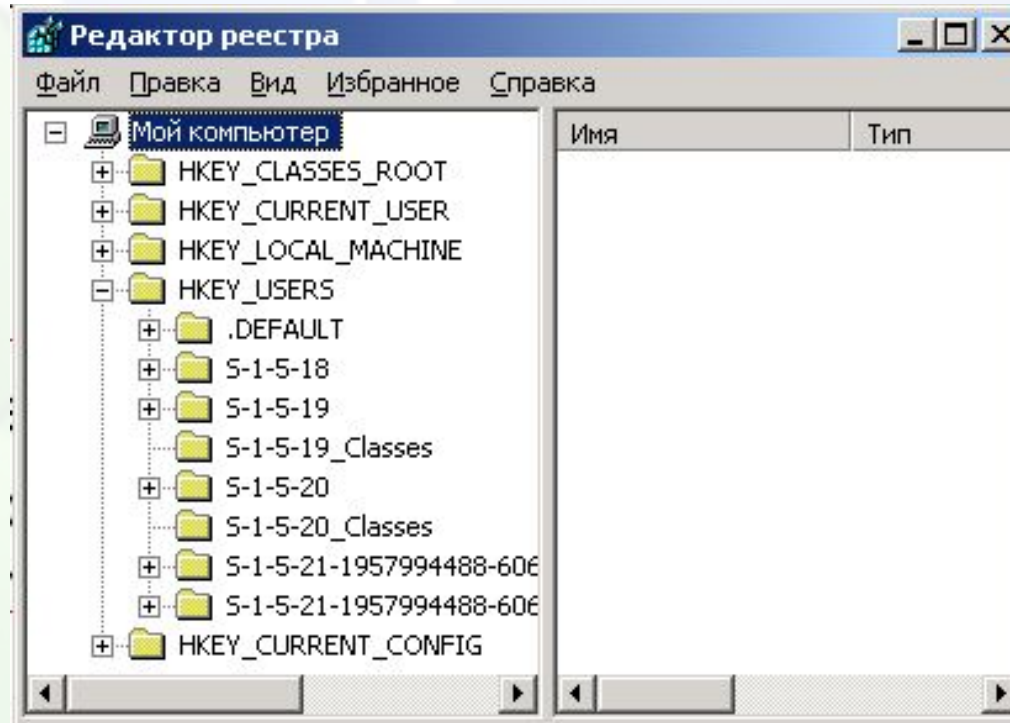 Редактор реестра
Файл Правка Вид Избранное Справка
Мой компьютер
HKEY_CLASSES_ROOT
HKEY_CURRENT_USER
HKEY_LOCAL_MACHINE
HKEY_USERS
.DEFAULT
S-1-5-18
S-1-5-19
S-1-5-19_Classes
S-1-5-20
S-1-5-20_Classes
S-1-5-21-1957994488-606
S-1-5-21-1957994488-606
HKEY_CURRENT_CONFIG
Имя Тип